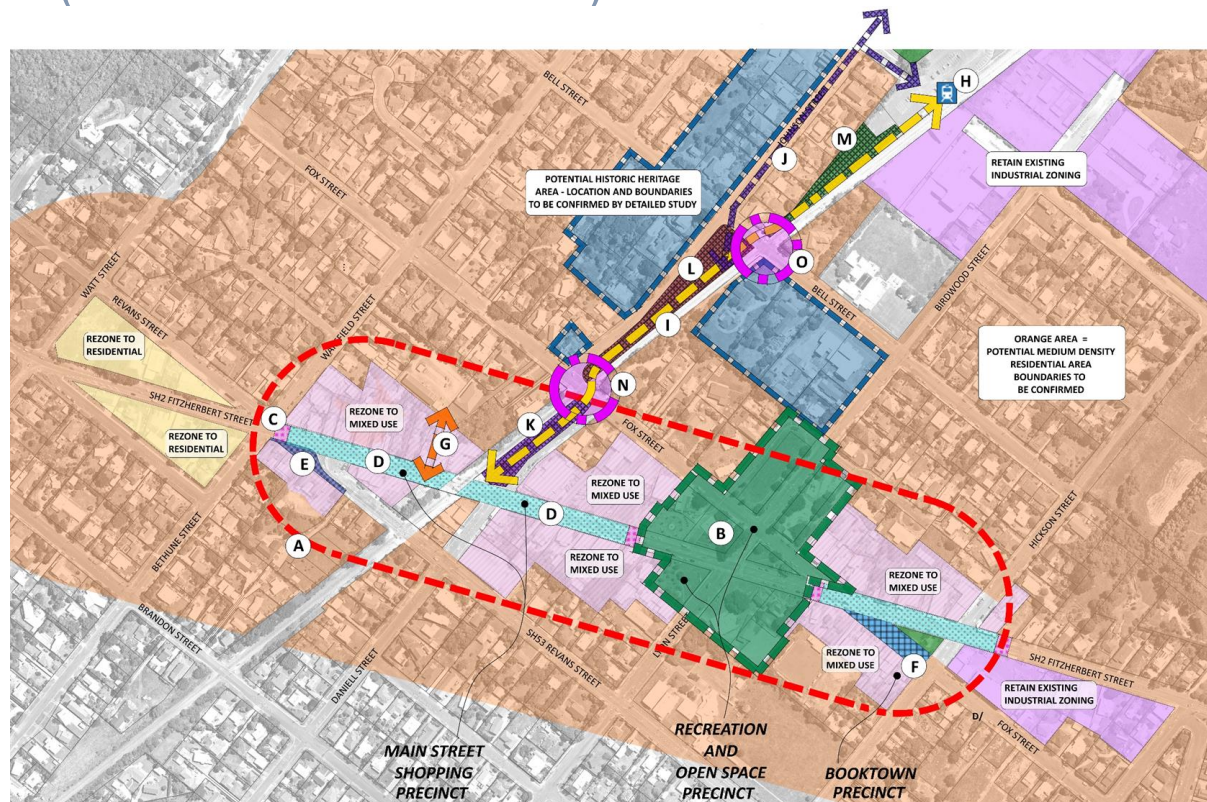 H
BELL STREET
M
J
RETAIN EXISTING
INDUSTRIAL ZONING
FOX STREET
POTENTIAL HISTORIC HERITAGE
AREA - LOCATION AND BOUNDARIES
TO BE CONFIRMED BY DETAILED STUDY
WATT STREET
O
L
BELL STREET
BIRDWOOD STREET
REVANS STREET
I
REZONE TO
RESIDENTIAL
ORANGE AREA =
POTENTIAL MEDIUM DENSITY
RESIDENTIAL AREA
BOUNDARIES TO
BE CONFIRMED
N
SH2 FITZHERBERT STREET
REZONE TO
MIXED USE
C
K
FOX STREET
G
REZONE TO
RESIDENTIAL
E
D
REZONE TO
MIXED USE
D
HICKSON STREET
B
BETHUNE STREET
A
REZONE TO
MIXED USE
REZONE TO
MIXED USE
BRANDON STREET
SH53 REVANS STREET
REZONE TO
MIXED USE
F
SH2 FITZHERBERT STREET
DANIELL STREET
RETAIN EXISTING
INDUSTRIAL ZONING
D/
FOX STREET
MAIN STREET
SHOPPING
PRECINCT
RECREATION
AND
OPEN SPACE
PRECINCT
BOOKTOWN
PRECINCT